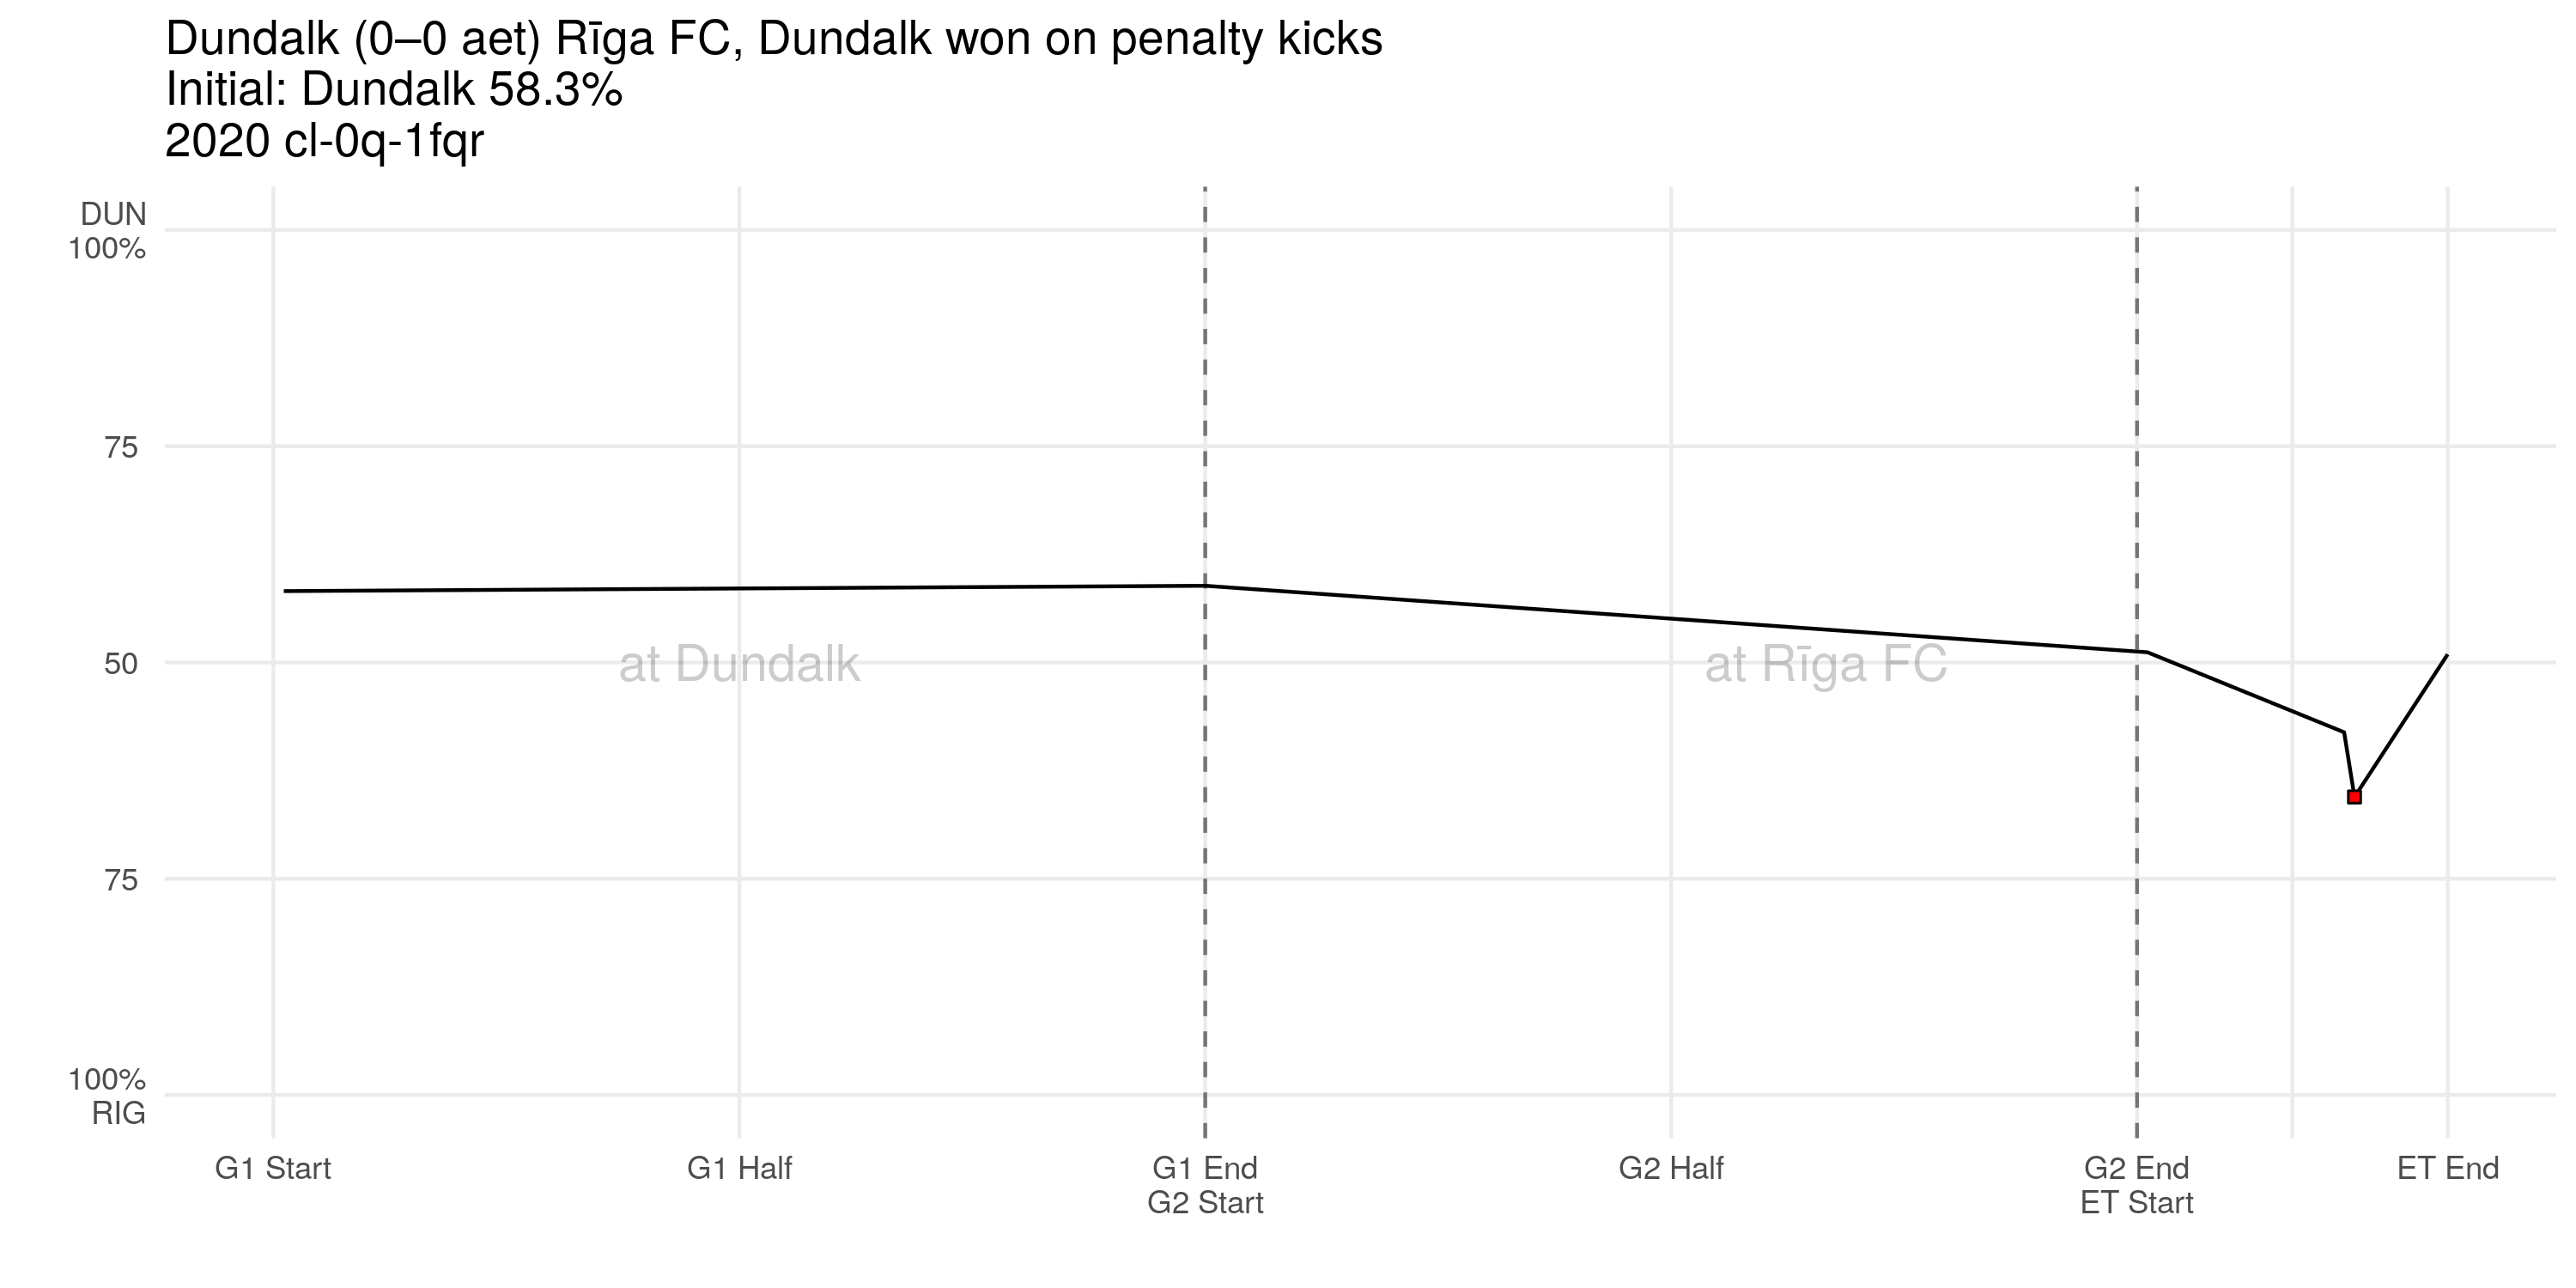 Dundalk (0–0 aet) Rīga FC, Dundalk won on penalty kicks
Initial: Dundalk 58.3%
2020 cl-0q-1fqr
DUN
100%
75
50
75
100%
RIG
at Dundalk
at Rīga FC
G1 Start
G1 Half
G1 End
G2 Start
G2 Half
G2 End
ET Start
ET End